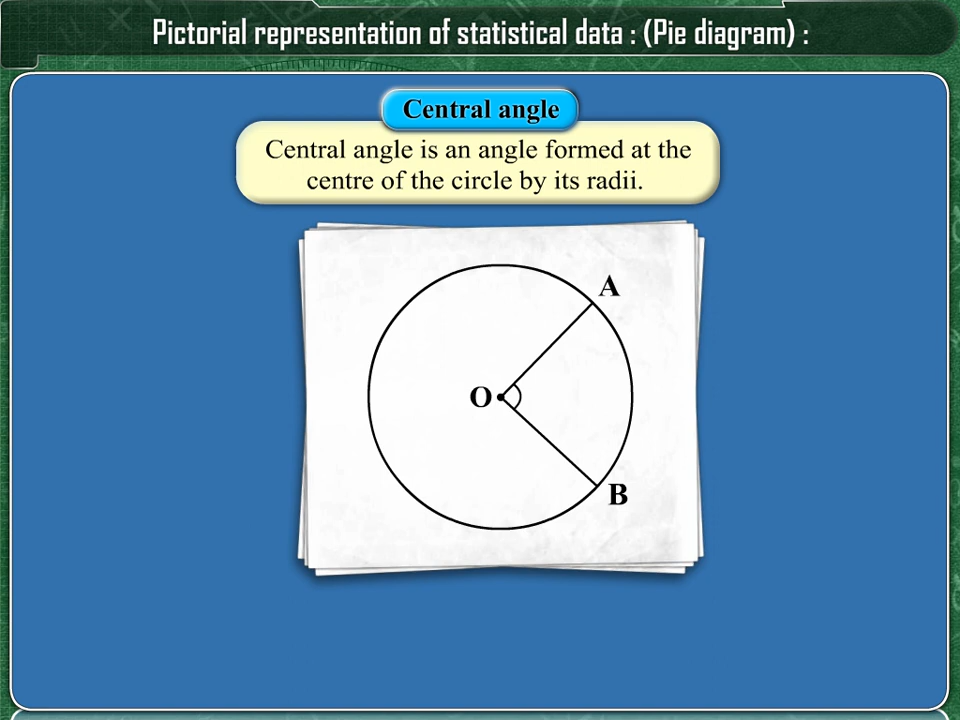 Pictorial representation of statistical data : (Pie diagram) :
Central angle
Central angle is an angle formed at the
centre of the circle by its radii.
A
O
B